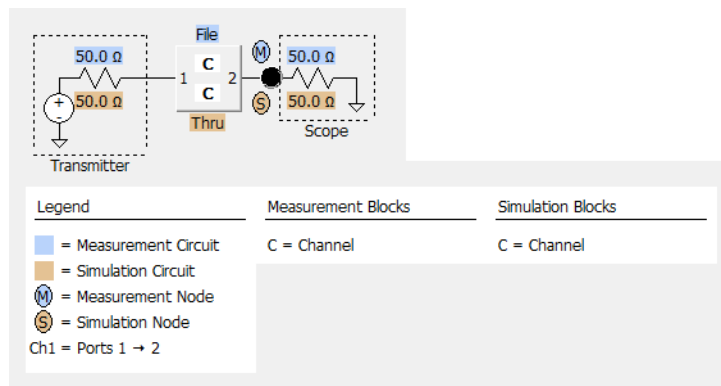 File
50.0 Ω
M
50.0 Ω
C
1
2
C
+
-
50.0 Ω
S
50.0 Ω
Thru
Scope
Transmitter
Legend
Measurement Blocks
Simulation Blocks
= Measurement Circuit
C = Channel
C = Channel
= Simulation Circuit
M = Measurement Node
S = Simulation Node
Ch1 = Ports 1 → 2